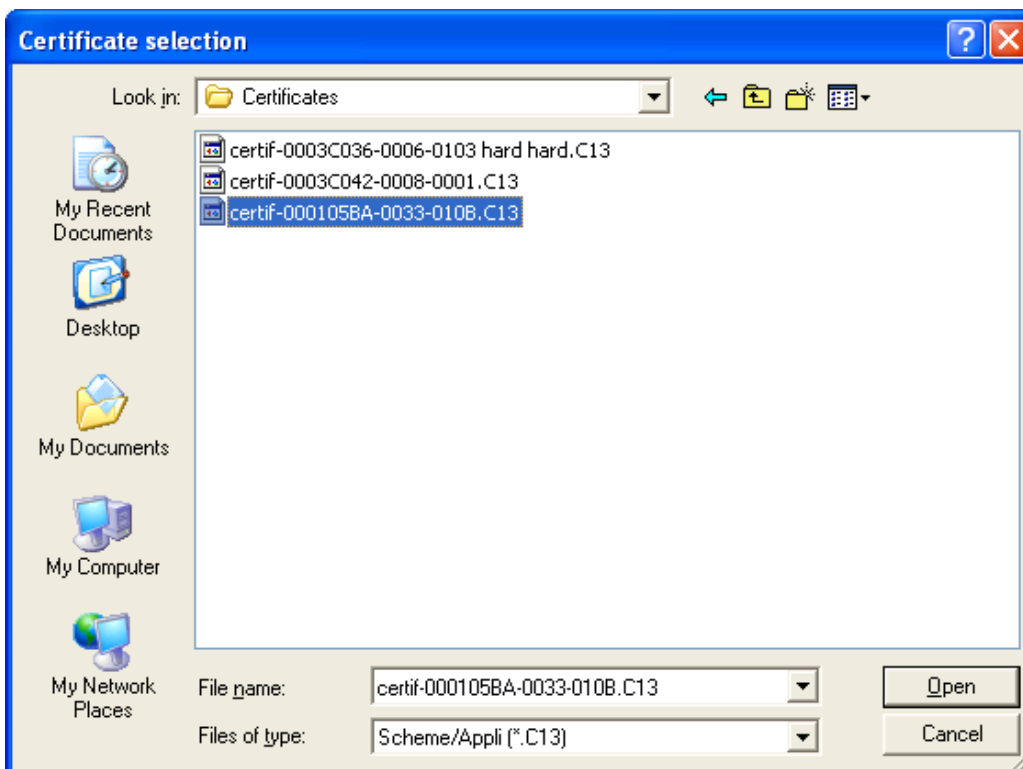 Certificate selection
Look in:
Certificates
certif-0003C036-0006-0103 hard hard.C13
certif-0003C042-0008-0001.C13
certif-000105BA-0033-010B.C13
My Recent
Documents
Desktop
My Documents
My Computer
My Network
Places
File name:
certif-000105BA-0033-010B.C13
Open
Files of type:
Scheme/Appli (*.C13)
Cancel